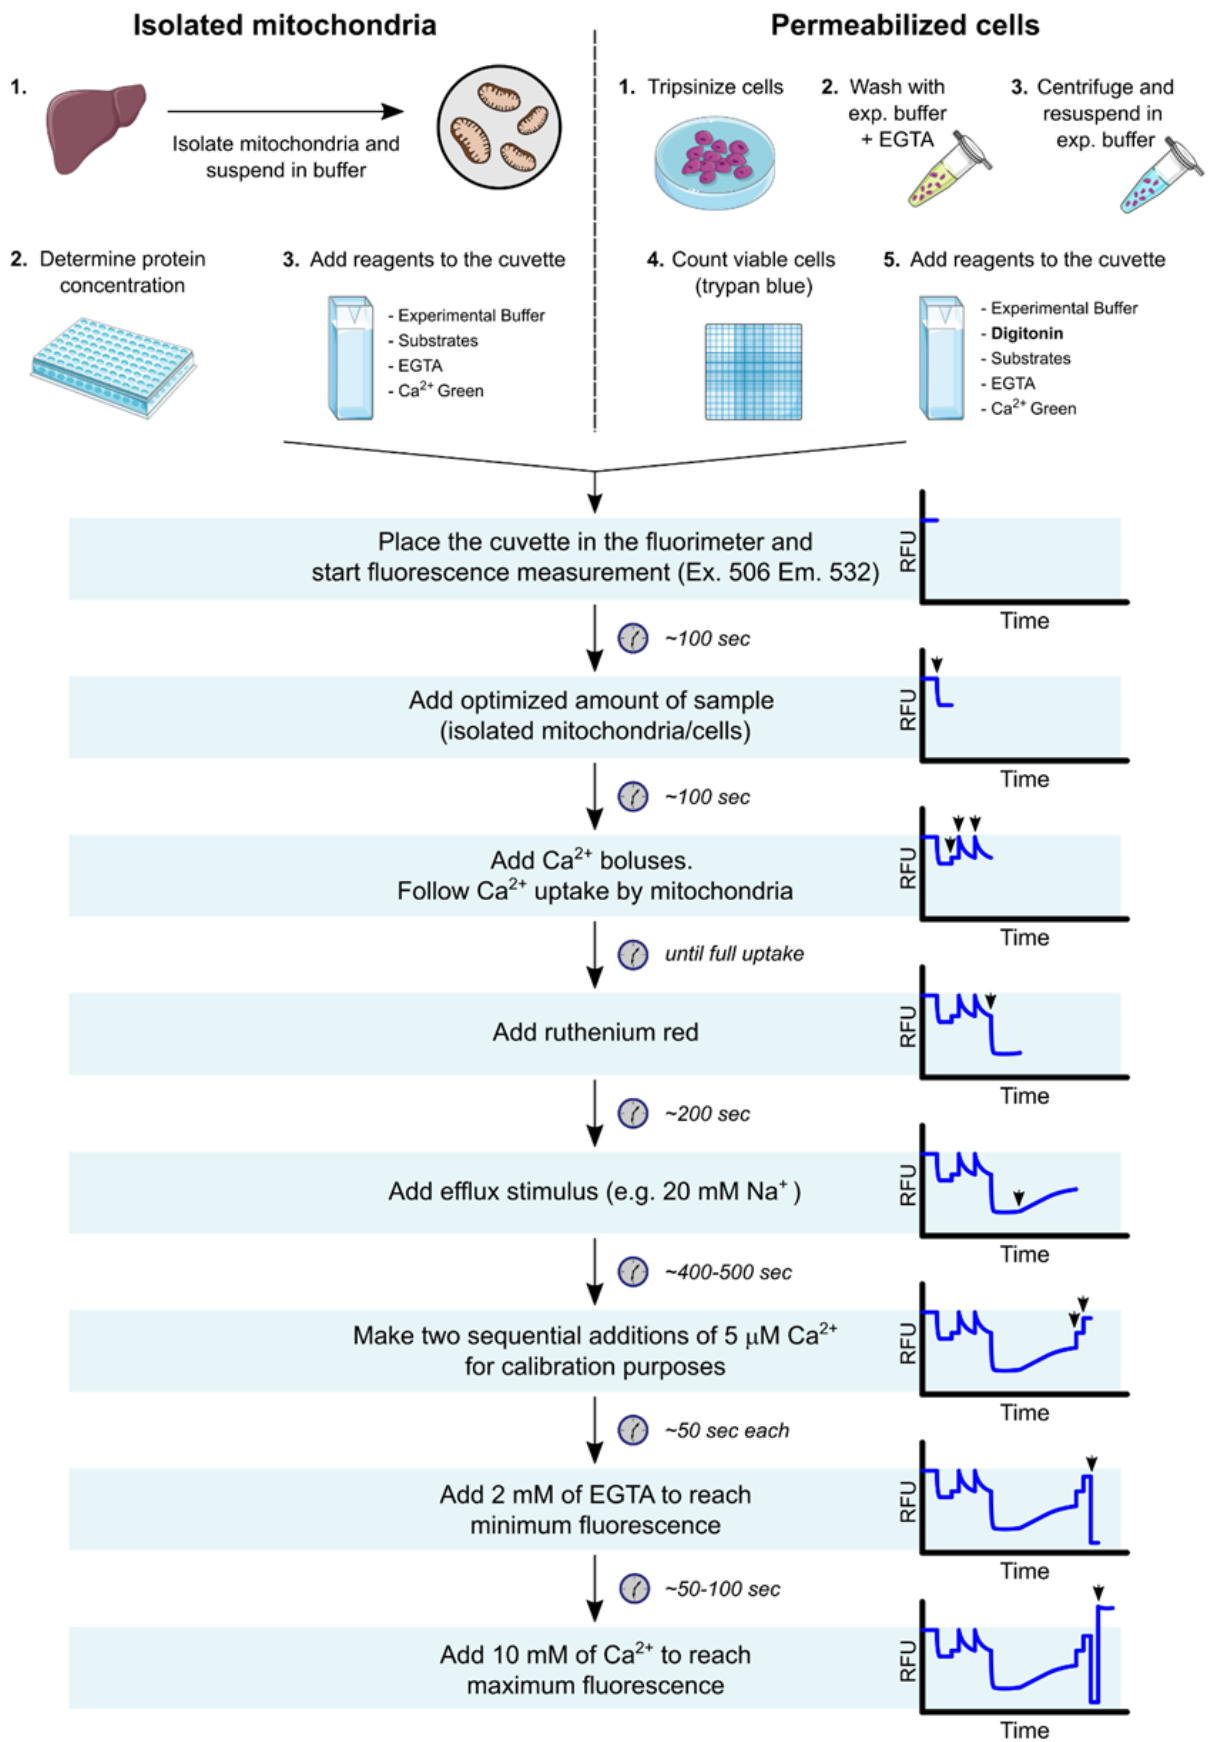 Isolated mitochondria
1.
Isolate mitochondria and
suspend in buffer
2. Determine protein
concentration
3. Add reagents to the cuvette
- Experimental Buffer
- Substrates
- EGTA
- Ca²⁺ Green
Permeabilized cells
1. Tripsinize cells
2. Wash with
exp. buffer
+ EGTA
3. Centrifuge and
resuspend in
exp. buffer
4. Count viable cells
(trypan blue)
5. Add reagents to the cuvette
- Experimental Buffer
- Digitonin
- Substrates
- EGTA
- Ca²⁺ Green
Place the cuvette in the fluorimeter and
start fluorescence measurement (Ex. 506 Em. 532)
RFU
Time
~100 sec
Add optimized amount of sample
(isolated mitochondria/cells)
RFU
Time
~100 sec
Add Ca²⁺ boluses.
Follow Ca²⁺ uptake by mitochondria
RFU
Time
until full uptake
Add ruthenium red
RFU
Time
~200 sec
Add efflux stimulus (e.g. 20 mM Na⁺ )
RFU
Time
~400-500 sec
Make two sequential additions of 5 μM Ca²⁺
for calibration purposes
RFU
Time
~50 sec each
Add 2 mM of EGTA to reach
minimum fluorescence
RFU
Time
~50-100 sec
Add 10 mM of Ca²⁺ to reach
maximum fluorescence
RFU
Time